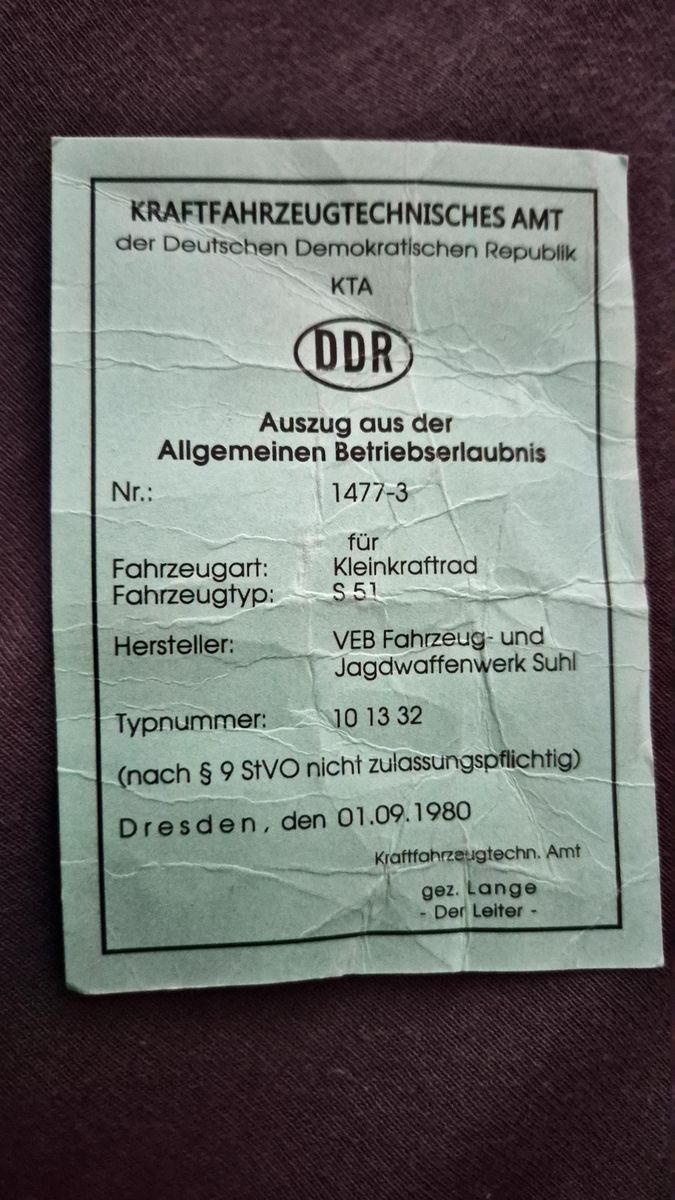 KRAFTFAHRZEUGTECHNISCHES AMT
der Deutschen Demokratischen Republik
KTA
DDR
Auszug aus der
Allgemeinen Betriebserlaubnis
Nr.: 1477-3
für
Fahrzeugart: Kleinkraftrad
Fahrzeugtyp: S 51
Hersteller: VEB Fahrzeug- und
Jagdwaffenwerk Suhl
Typnummer: 10 13 32
(nach § 9 StVO nicht zulassungspflichtig)
Dresden, den 01.09.1980
Kraftfahrzeugtechn. Amt
gez. Lange
- Der Leiter -